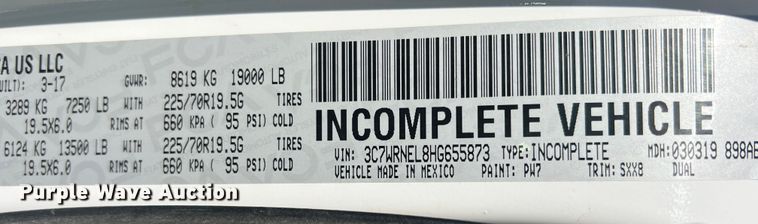 CA US LLC
UILT): 3-17 GVWR: 8619 KG 19000 LB
3289 KG 7250 LB WITH 225/70R19.5G TIRES
19.5X6.0 RIMS AT 660 KPA ( 95 PSI) COLD
6124 KG 13500 LB WITH 225/70R19.5G TIRES
19.5X6.0 RIMS AT 660 KPA ( 95 PSI) COLD
INCOMPLETE VEHICLE
VIN: 3C7WRNEL8HG655873 TYPE: INCOMPLETE MDH: 030319 898AE
VEHICLE MADE IN MEXICO PAINT: PW7 TRIM: SXX8 DUAL
Purple Wave Auction